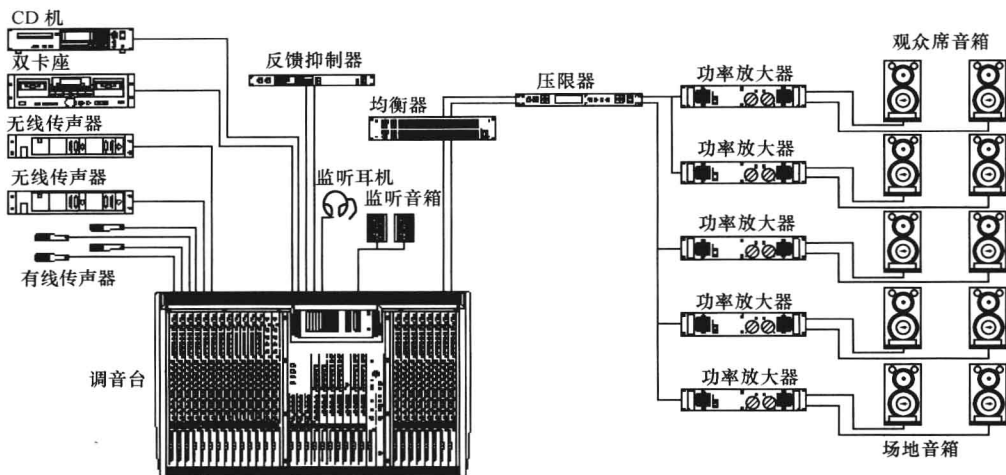 CD 机
双卡座
无线传声器
无线传声器
有线传声器
反馈抑制器
均衡器
监听耳机
监听音箱
调音台
压限器
功率放大器
功率放大器
功率放大器
功率放大器
功率放大器
观众席音箱
场地音箱